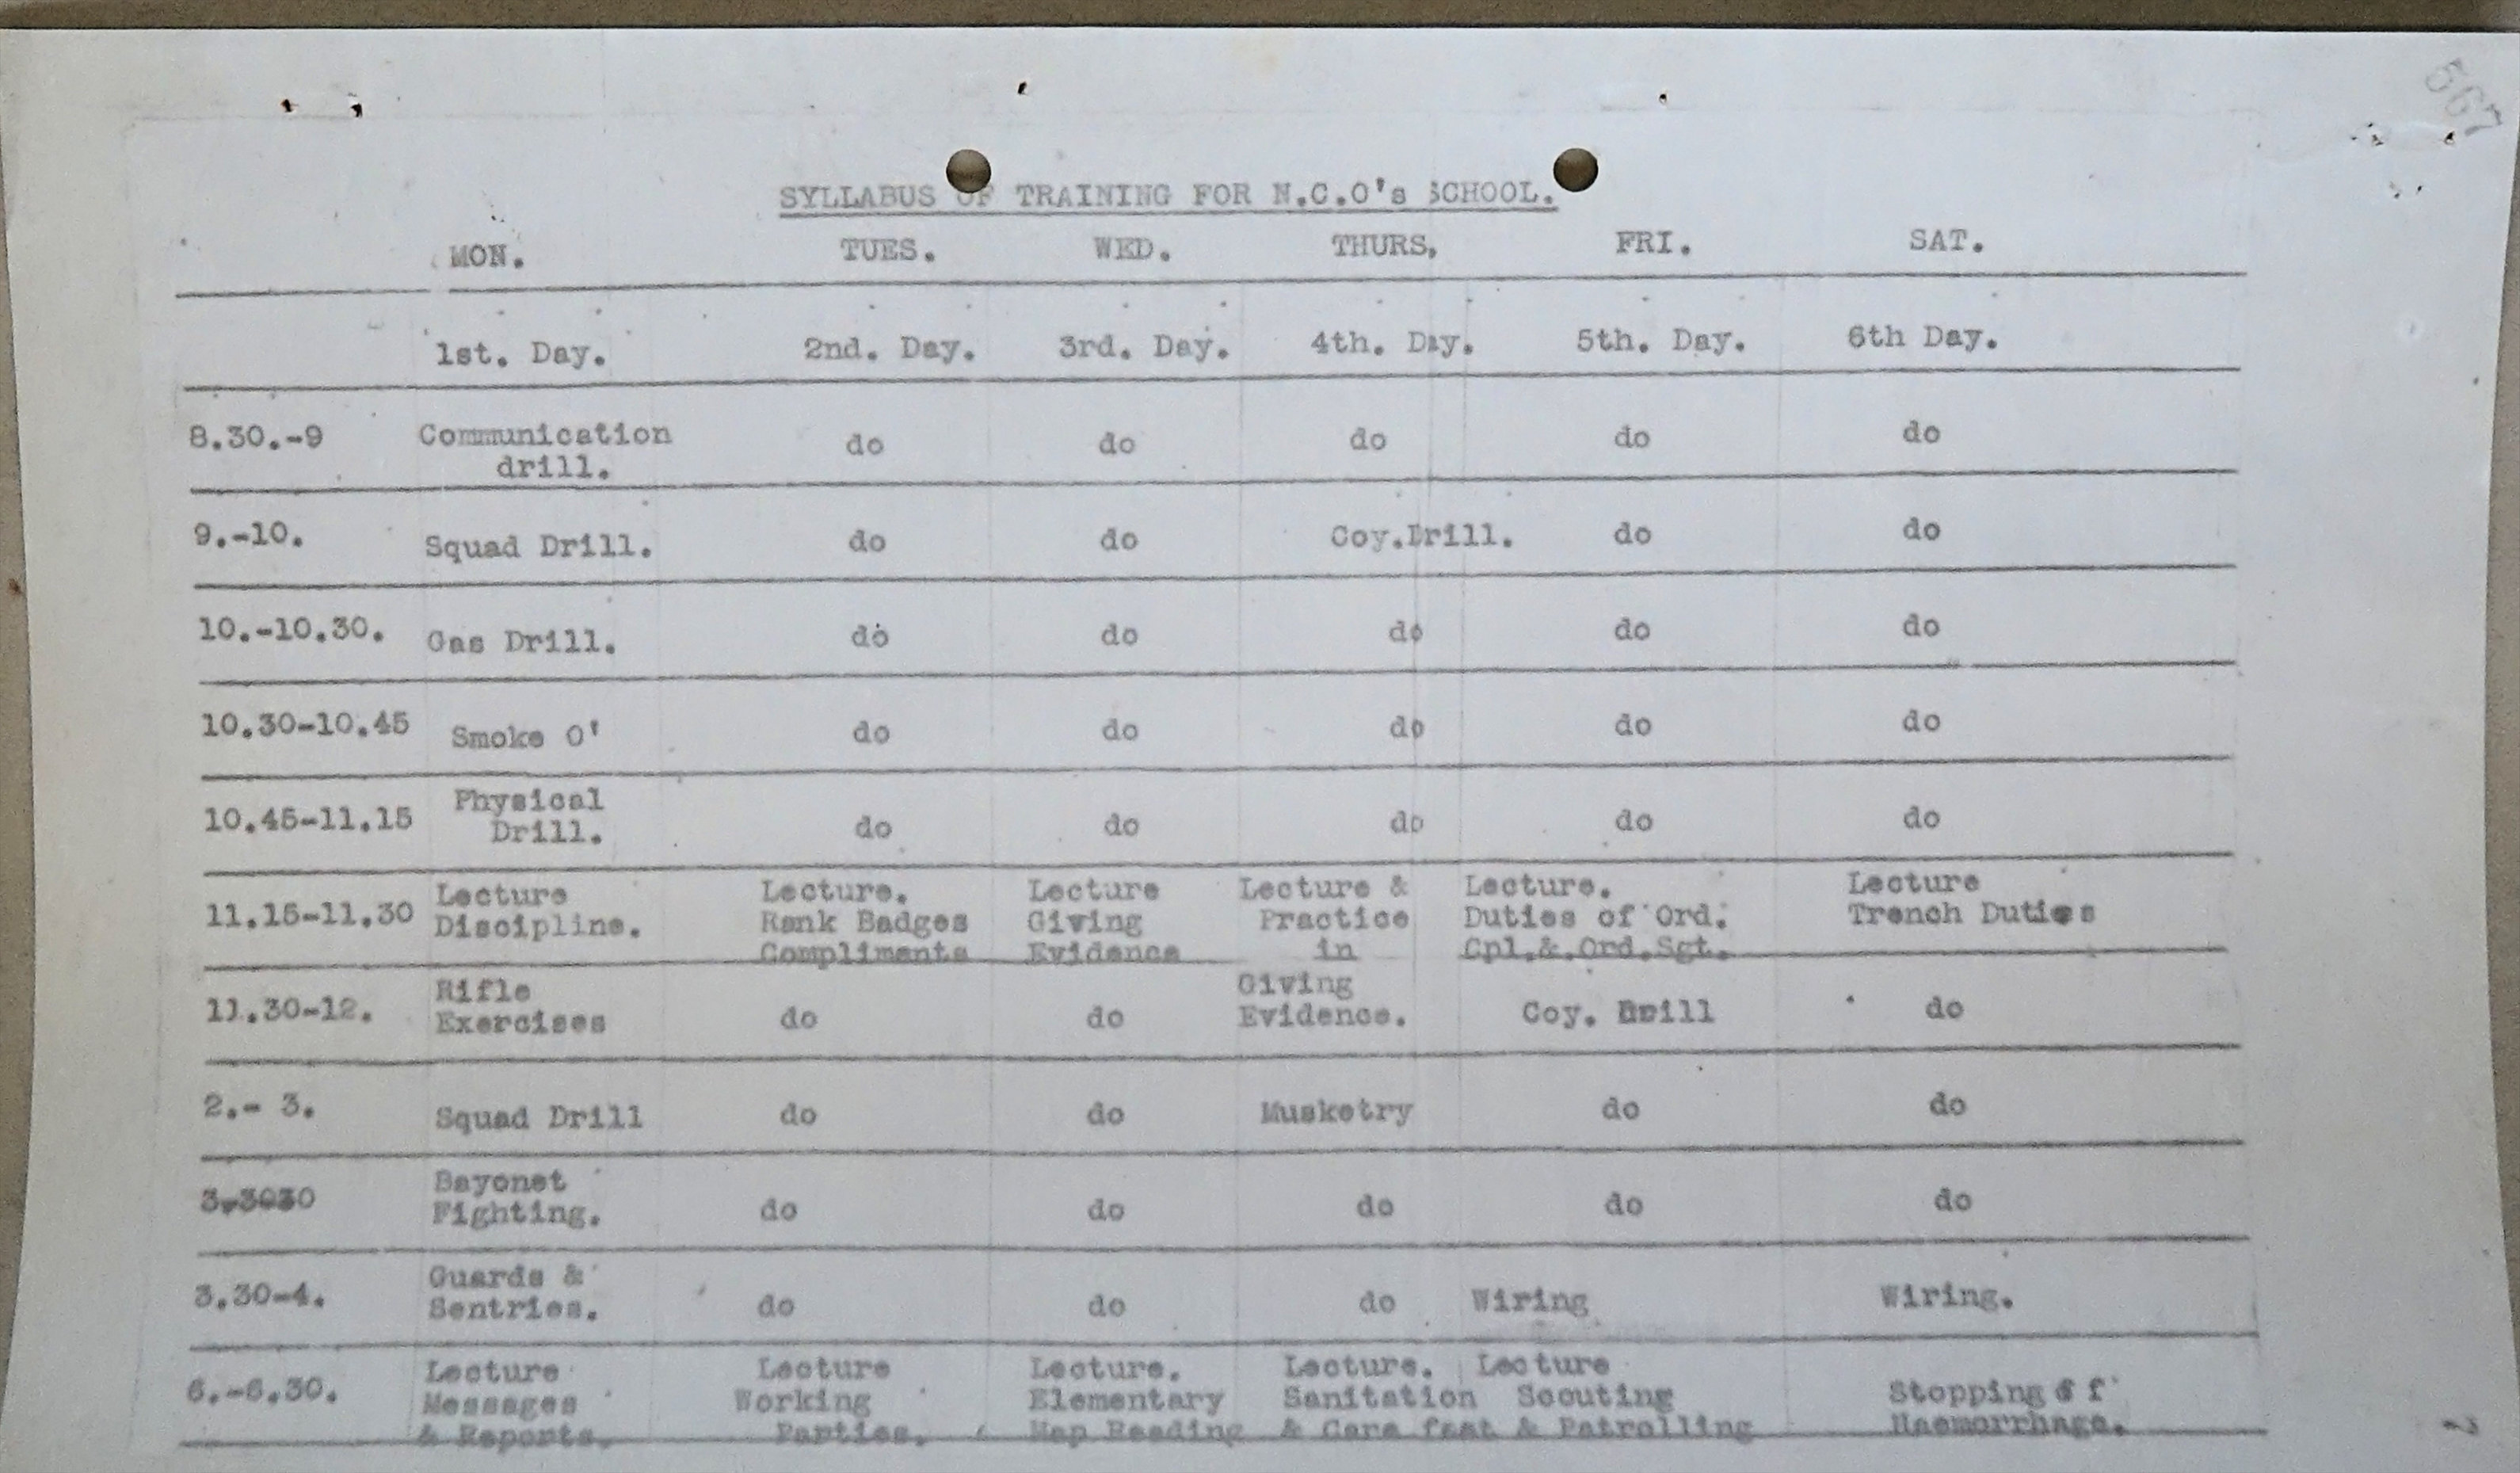 567
SYLLABUS OF TRAINING FOR N.C.O's SCHOOL.
MON. TUES. WED. THURS, FRI. SAT.
1st. Day. 2nd. Day. 3rd. Day. 4th. Day. 5th. Day. 6th Day.
8.30.-9 Communication do do do do do
drill.
9.-10. Squad Drill. do do Coy.Drill. do do
10.-10.30. Gas Drill. do do do do do
10.30-10.45 Smoke O' do do do do do
10.45-11.15 Physical do do do do do
Drill.
11.15-11.30 Lecture Lecture. Lecture Lecture & Lecture. Lecture
Discipline. Rank Badges Giving Practice Duties of Ord. Trench Duties
Compliments Evidence in Cpl.&.Ord.Sgt.
11.30-12. Rifle do do Giving Coy. Drill do
Exercises Evidence.
2.- 3. Squad Drill do do Musketry do do
Bayonet do do do do do
Fighting.
3.30-4. Guards & do do do Wiring Wiring.
Sentries.
6.-6.30. Lecture Lecture Lecture. Lecture. Lecture Stopping of
Messages Working Elementary Sanitation Scouting Haemorrhage.
& Reports. Parties. Map Reading & Care feet & Patrolling